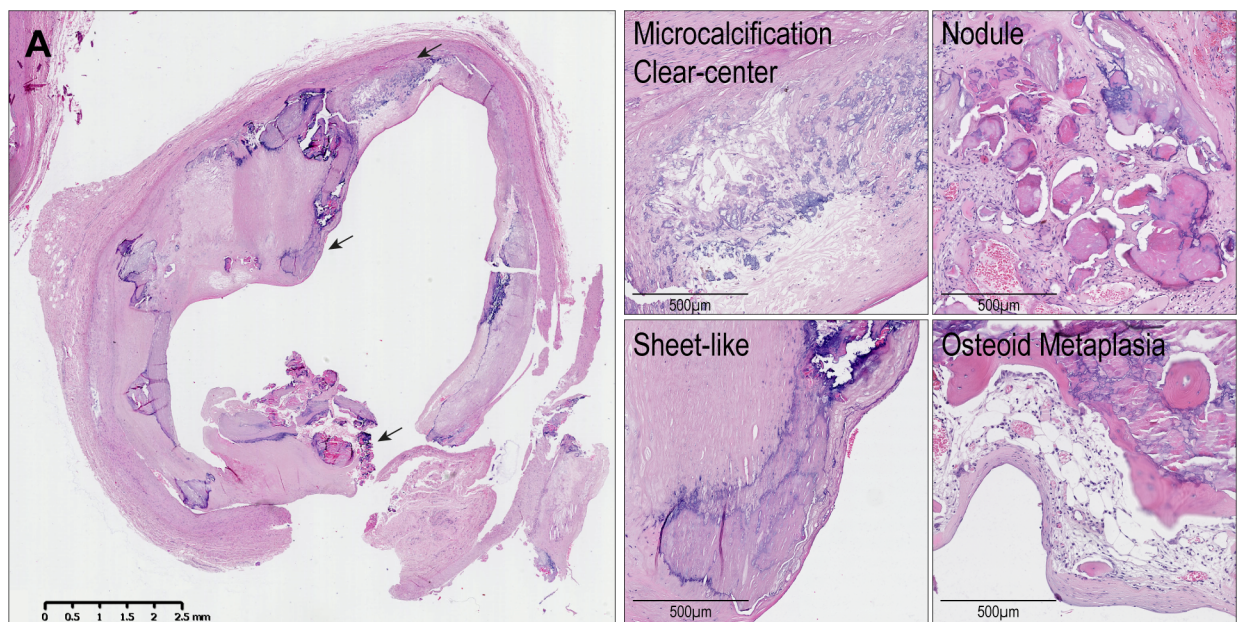 A
Microcalcification
Clear-center
500µm
Nodule
500µm
Sheet-like
500µm
Osteoid Metaplasia
500µm
0 0.5 1 1.5 2 2.5 mm